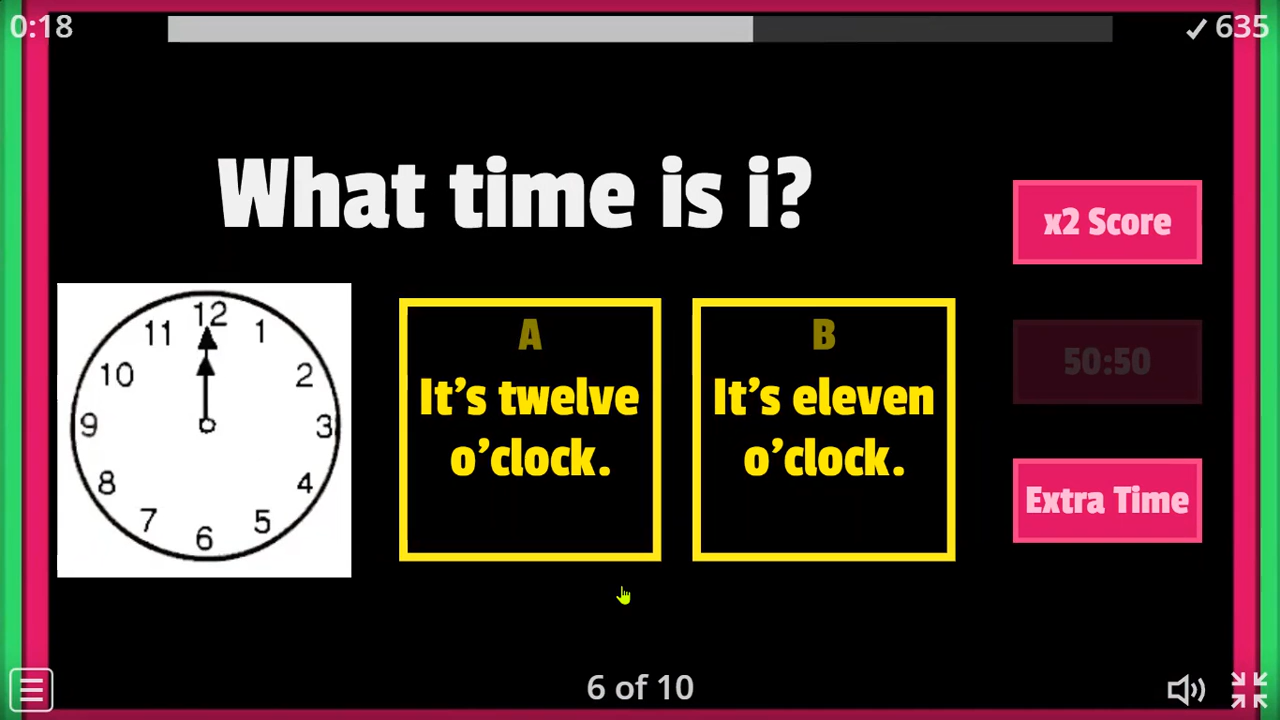 0:18
✓ 635
What time is i?
x2 Score
50:50
Extra Time
12
11
1
10
2
9
3
8
4
7
5
6
A
It's twelve
o'clock.
B
It's eleven
o'clock.
6 of 10